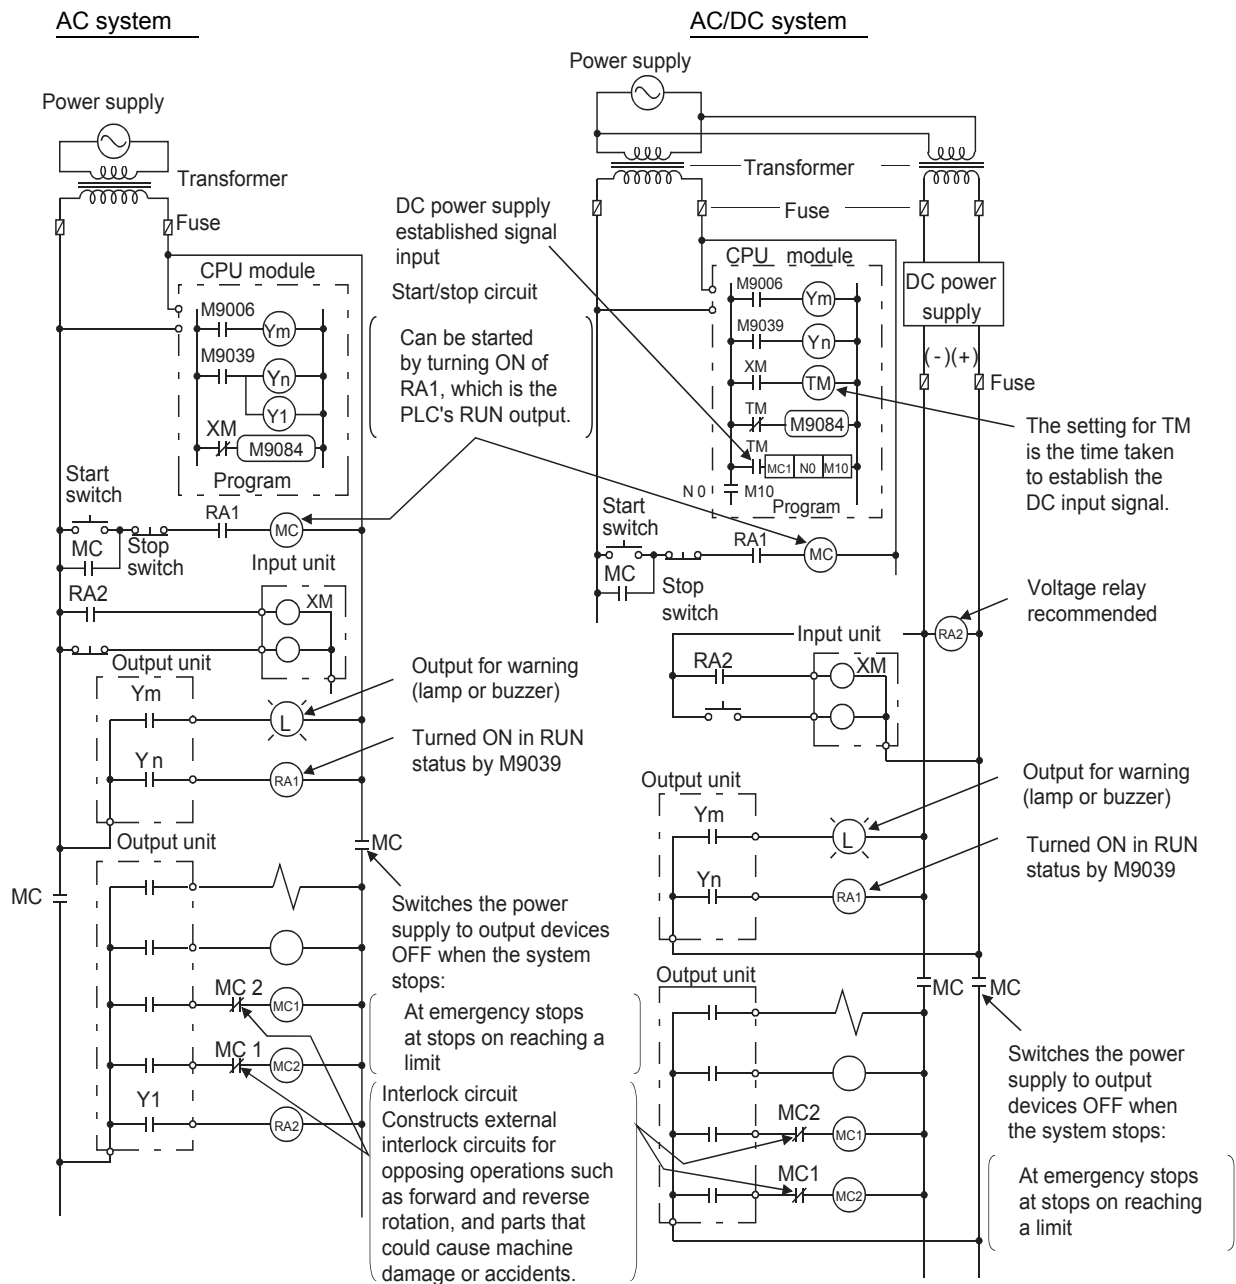 AC system
Power supply
Transformer
Fuse
CPU module
M9006
Ym
M9039
Yn
Y1
XM
M9084
Program
Start
switch
MC
Stop
switch
RA1
MC
Input unit
RA2
XM
Output unit
Ym
L
Yn
RA1
Output unit
MC
MC
MC 2
MC1
MC 1
MC2
Y1
RA2
DC power supply
established signal
input
Start/stop circuit
Can be started
by turning ON of
RA1, which is the
PLC's RUN output.
Output for warning
(lamp or buzzer)
Turned ON in RUN
status by M9039
Switches the power
supply to output devices
OFF when the system
stops:
At emergency stops
at stops on reaching a
limit
Interlock circuit
Constructs external
interlock circuits for
opposing operations such
as forward and reverse
rotation, and parts that
could cause machine
damage or accidents.
AC/DC system
Power supply
Transformer
Fuse
CPU module
M9006
Ym
M9039
Yn
XM
TM
TM
M9084
TM
MC1 N0 M10
N 0 M10
Program
DC power
supply
(-)(+)
Fuse
The setting for TM
is the time taken
to establish the
DC input signal.
Start
switch
MC
Stop
switch
RA1
MC
Voltage relay
recommended
RA2
Input unit
RA2
XM
Output unit
Ym
L
Yn
RA1
Output for warning
(lamp or buzzer)
Turned ON in RUN
status by M9039
Output unit
MC
MC
MC2
MC1
MC1
MC2
Switches the power
supply to output
devices OFF when
the system stops:
At emergency stops
at stops on reaching
a limit